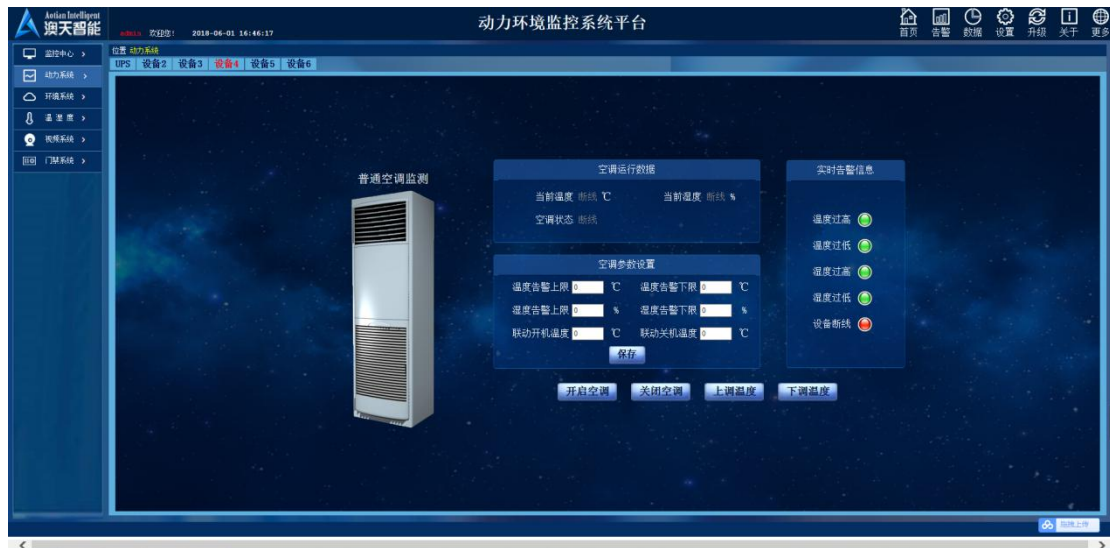 Aotian Intelligent
澳天智能
admin 欢迎您! 2018-06-01 16:46:17
动力环境监控系统平台
首页 告警 数据 设置 升级 关于 更多
监控中心 >
动力系统 >
环境系统 >
温湿度 >
视频系统 >
门禁系统 >
位置 动力系统
UPS 设备2 设备3 设备4 设备5 设备6
普通空调监测
空调运行数据
当前温度 断线 ℃ 当前湿度 断线 %
空调状态 断线
空调参数设置
温度告警上限 0 ℃ 温度告警下限 0 ℃
湿度告警上限 0 % 湿度告警下限 0 %
联动开机温度 0 ℃ 联动关机温度 0 ℃
保存
开启空调 关闭空调 上调温度 下调温度
实时告警信息
温度过高
温度过低
湿度过高
湿度过低
设备断线
拖拽上传